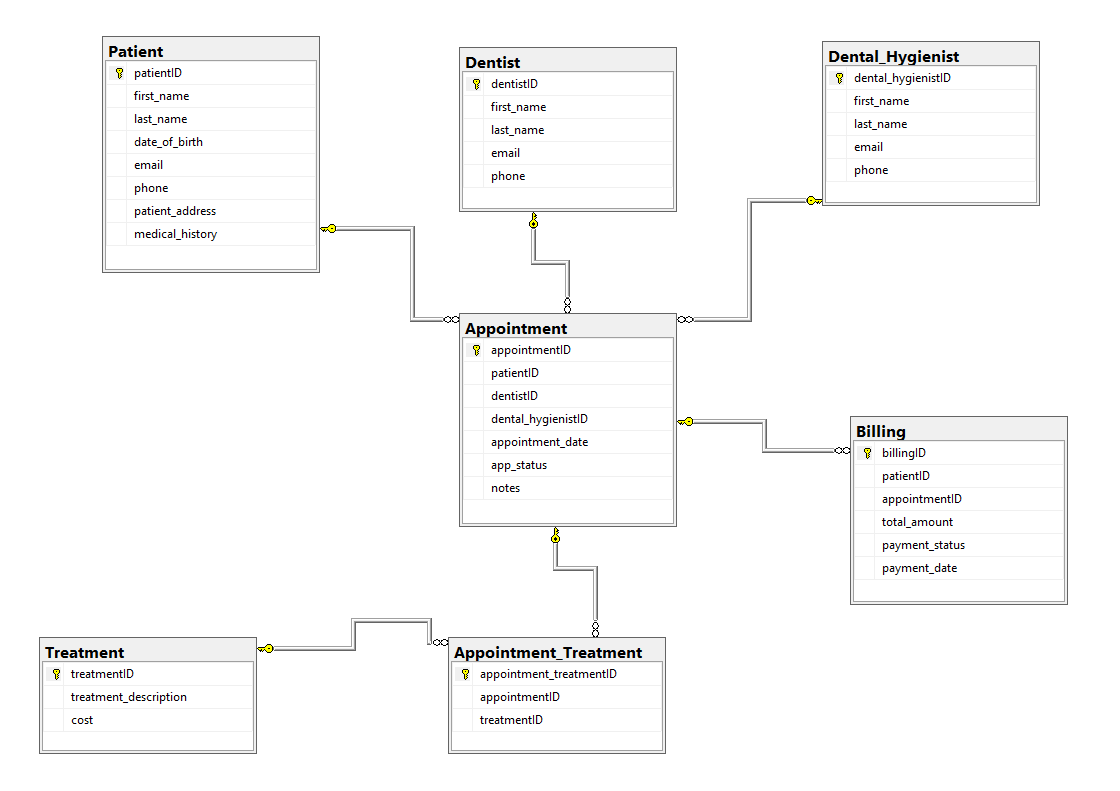 Patient
patientID
first_name
last_name
date_of_birth
email
phone
patient_address
medical_history
Dentist
dentistID
first_name
last_name
email
phone
Dental_Hygienist
dental_hygienistID
first_name
last_name
email
phone
Appointment
appointmentID
patientID
dentistID
dental_hygienistID
appointment_date
app_status
notes
Billing
billingID
patientID
appointmentID
total_amount
payment_status
payment_date
Treatment
treatmentID
treatment_description
cost
Appointment_Treatment
appointment_treatmentID
appointmentID
treatmentID